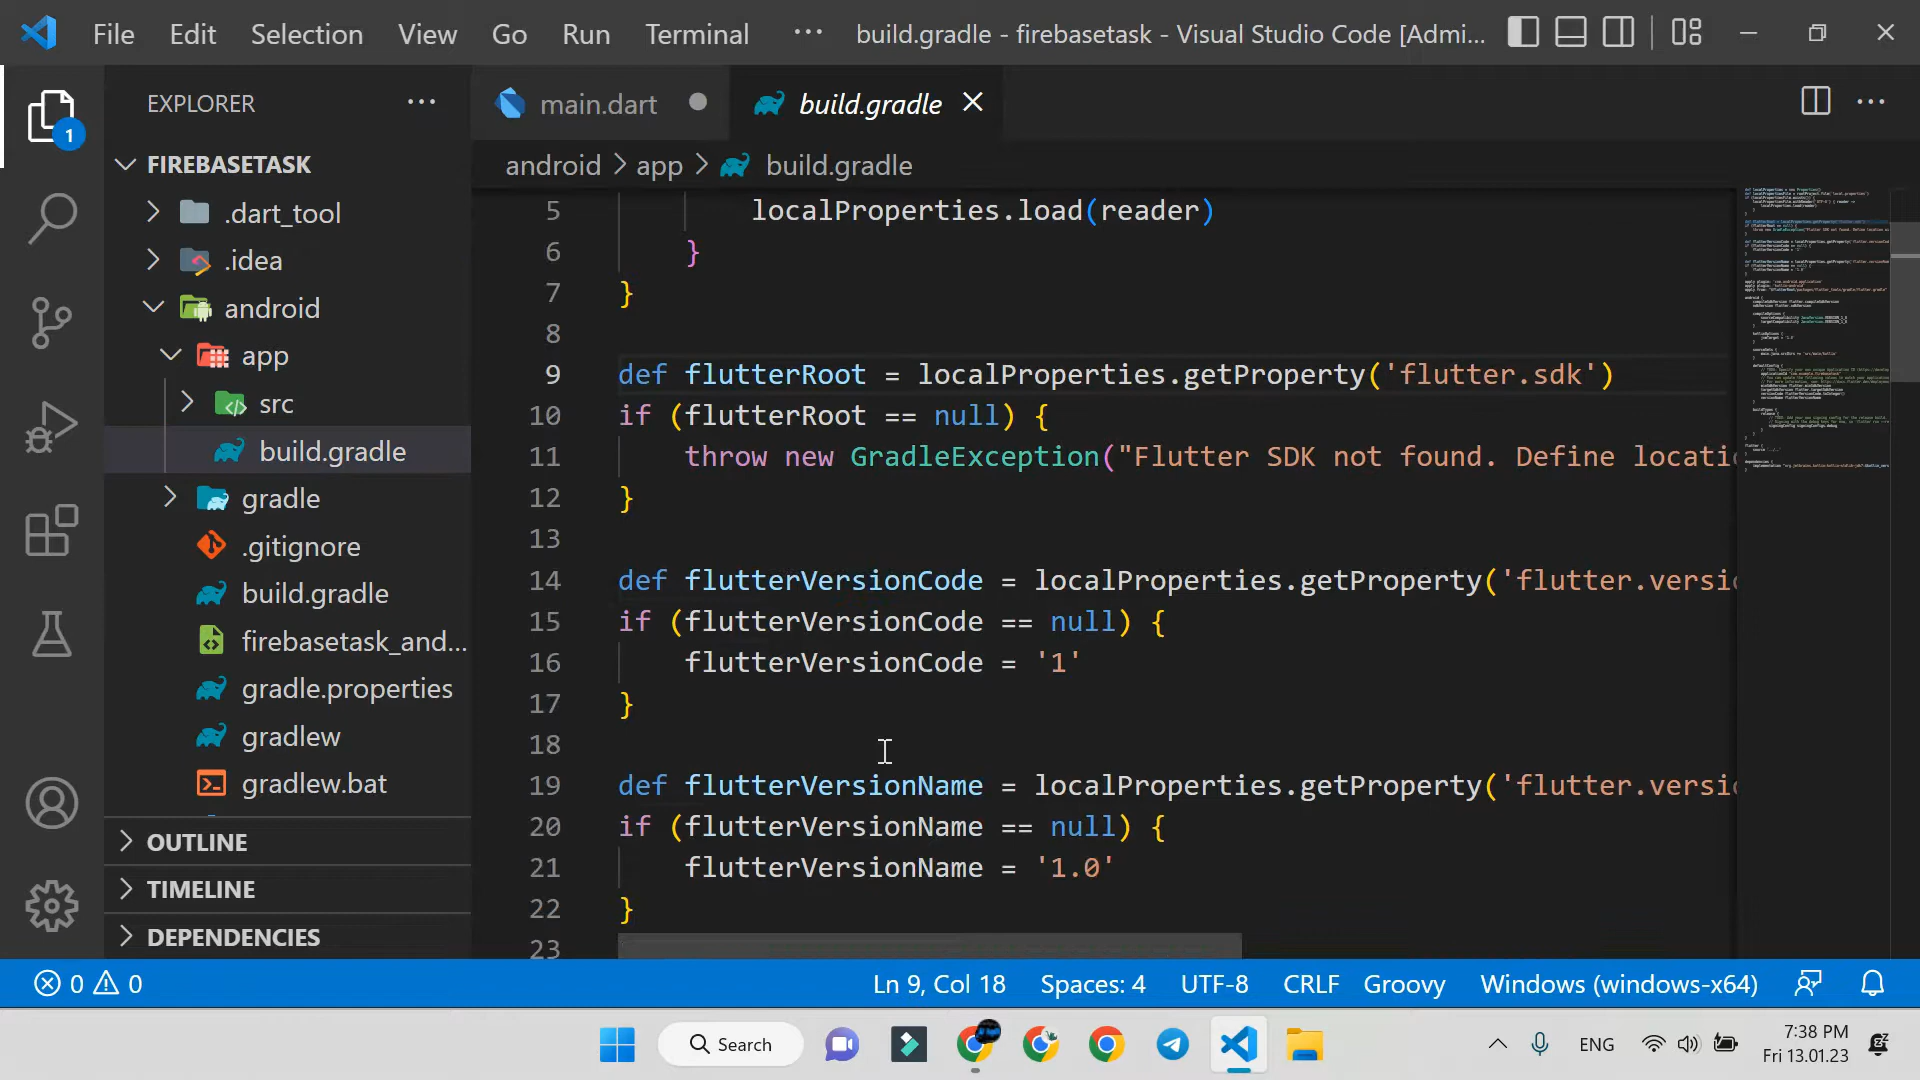 File Edit Selection View Go Run Terminal ··· build.gradle - firebasetask - Visual Studio Code [Admi...
EXPLORER ···
1
main.dart
build.gradle
FIREBASETASK
android > app > build.gradle
.dart_tool
.idea
android
app
src
build.gradle
gradle
.gitignore
build.gradle
firebasetask_and...
gradle.properties
gradlew
gradlew.bat
OUTLINE
TIMELINE
DEPENDENCIES
5 localProperties.load(reader)
6 }
7 }
8
9 def flutterRoot = localProperties.getProperty('flutter.sdk')
10 if (flutterRoot == null) {
11 throw new GradleException("Flutter SDK not found. Define locati
12 }
13
14 def flutterVersionCode = localProperties.getProperty('flutter.versi
15 if (flutterVersionCode == null) {
16 flutterVersionCode = '1'
17 }
18
19 def flutterVersionName = localProperties.getProperty('flutter.versi
20 if (flutterVersionName == null) {
21 flutterVersionName = '1.0'
22 }
23
0 0 Ln 9, Col 18 Spaces: 4 UTF-8 CRLF Groovy Windows (windows-x64)
Search ENG 7:38 PM
Fri 13.01.23